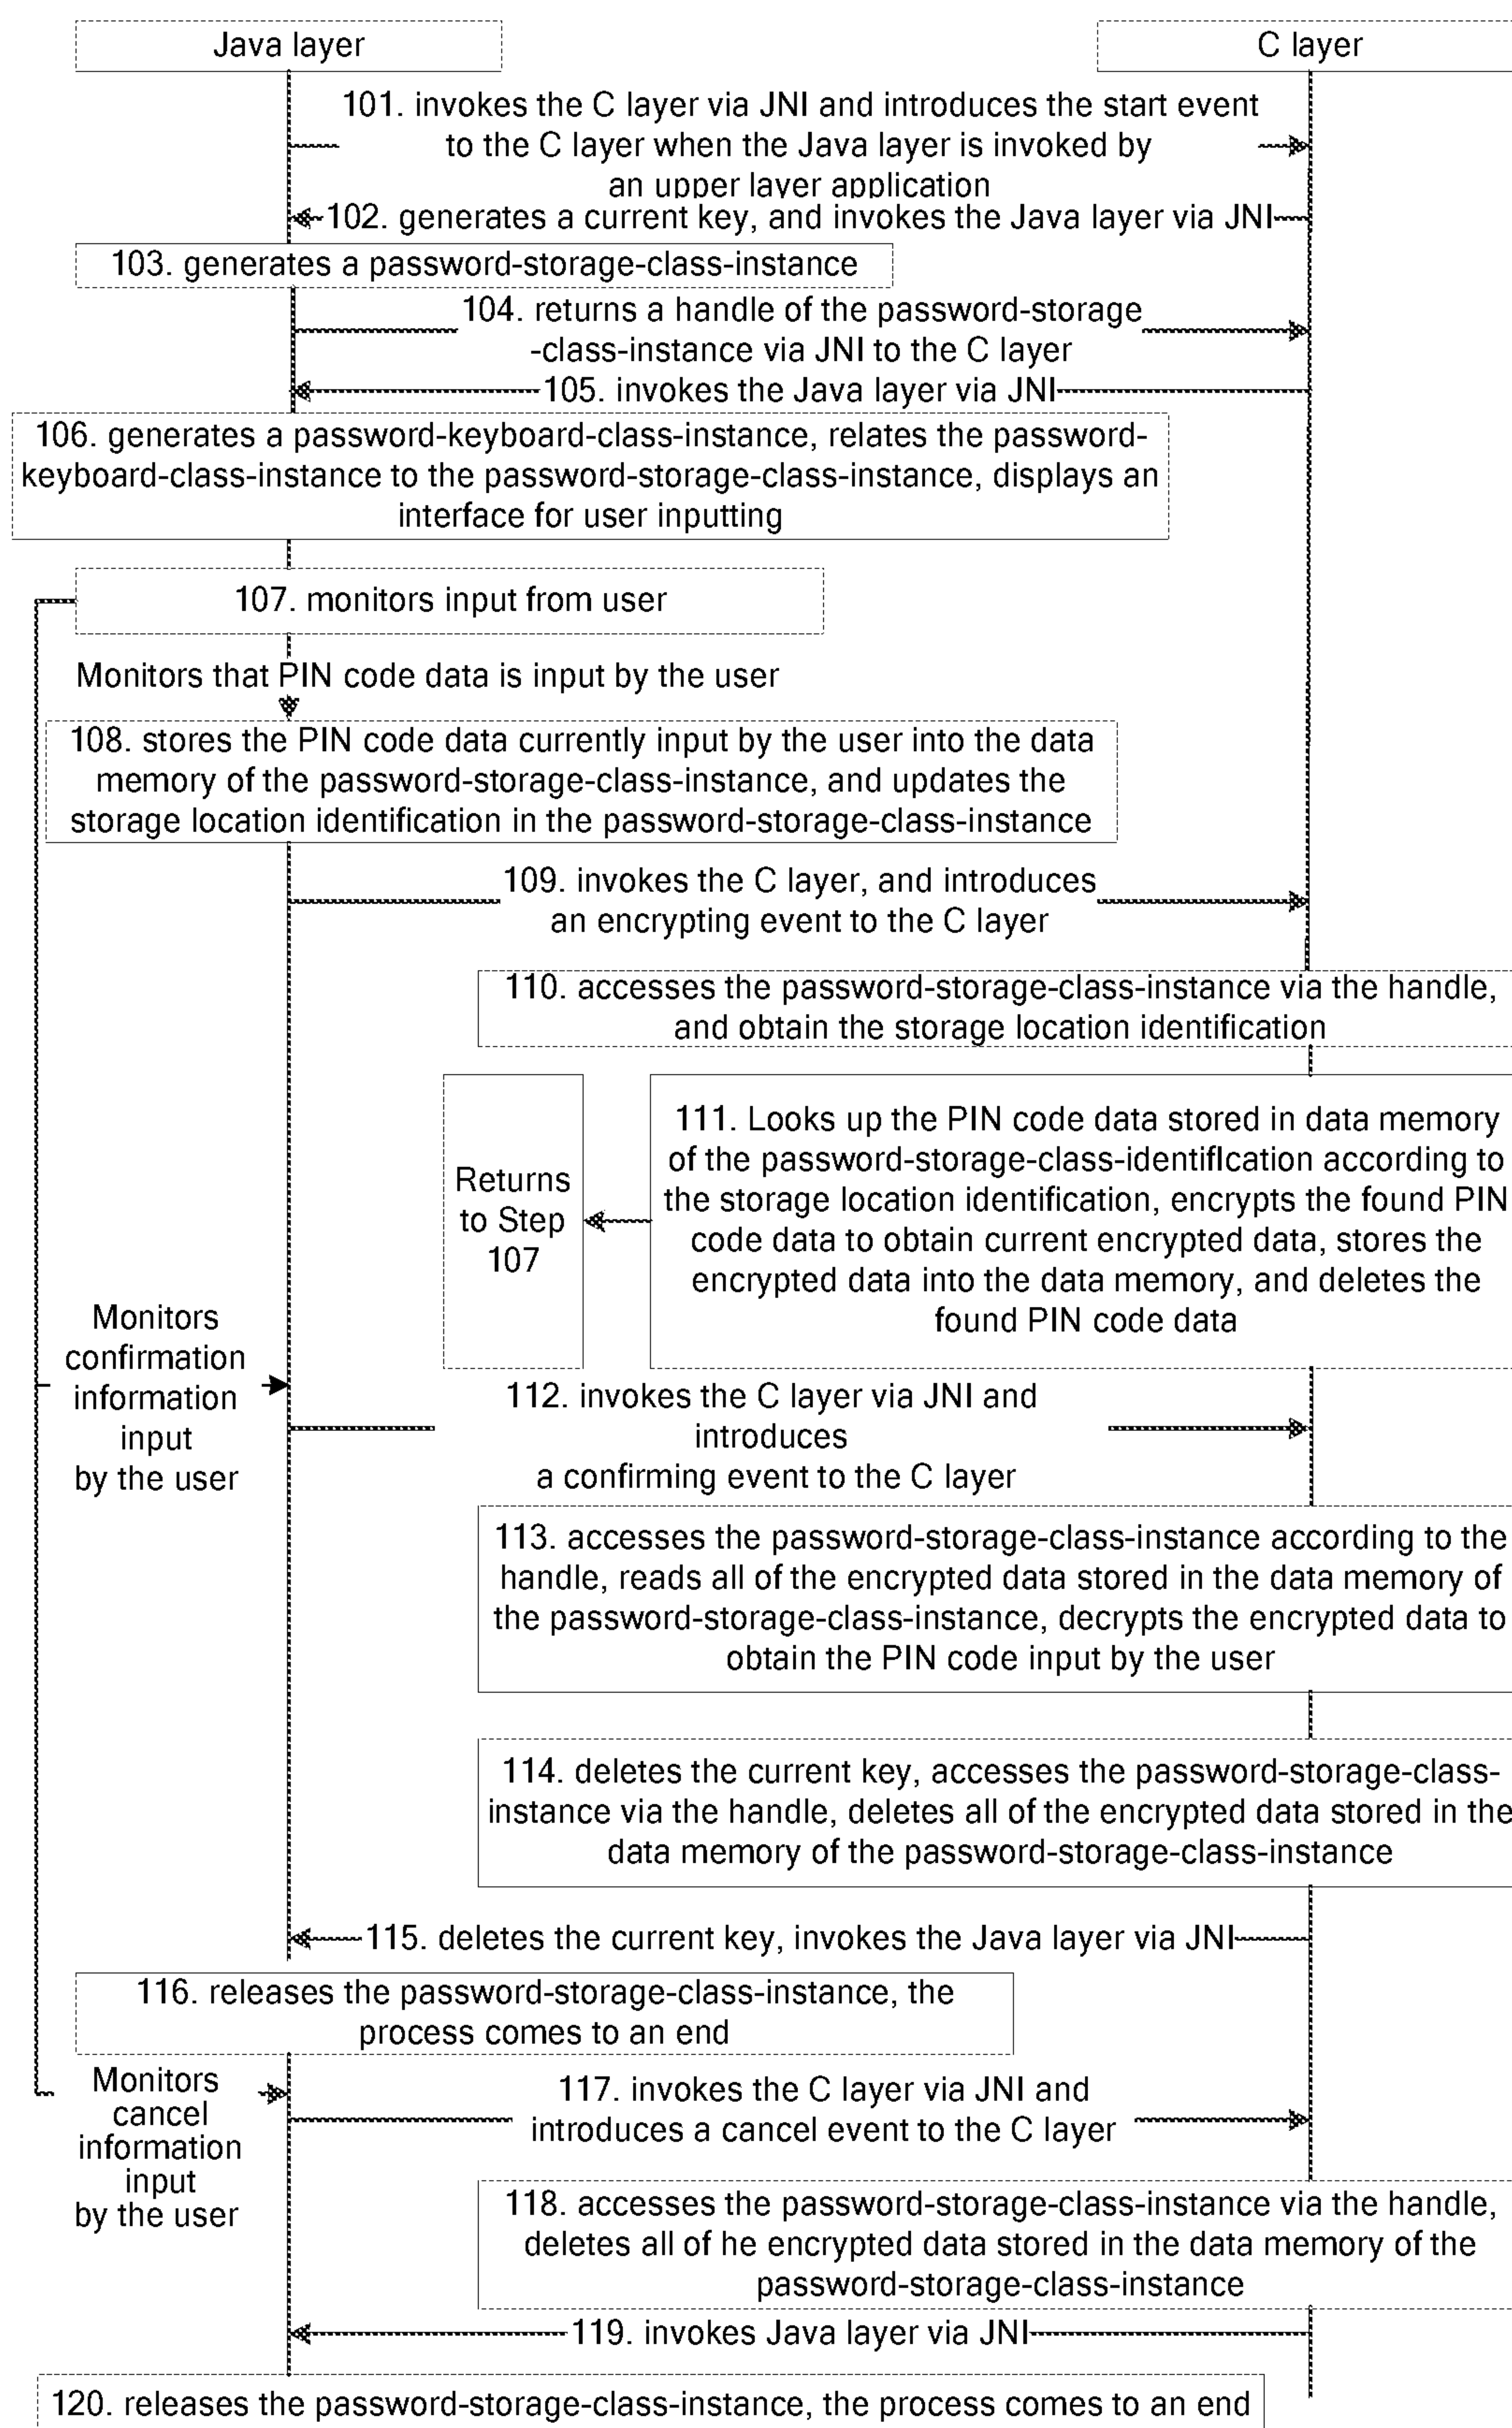 Java layer
C layer
101. invokes the C layer via JNI and introduces the start event
to the C layer when the Java layer is invoked by
an upper layer application
102. generates a current key, and invokes the Java layer via JNI
103. generates a password-storage-class-instance
104. returns a handle of the password-storage
-class-instance via JNI to the C layer
105. invokes the Java layer via JNI
106. generates a password-keyboard-class-instance, relates the password-
keyboard-class-instance to the password-storage-class-instance, displays an
interface for user inputting
107. monitors input from user
Monitors that PIN code data is input by the user
108. stores the PIN code data currently input by the user into the data
memory of the password-storage-class-instance, and updates the
storage location identification in the password-storage-class-instance
109. invokes the C layer, and introduces
an encrypting event to the C layer
110. accesses the password-storage-class-instance via the handle,
and obtain the storage location identification
Returns
to Step
107
111. Looks up the PIN code data stored in data memory
of the password-storage-class-identification according to
the storage location identification, encrypts the found PIN
code data to obtain current encrypted data, stores the
encrypted data into the data memory, and deletes the
found PIN code data
Monitors
confirmation
information
input
by the user
112. invokes the C layer via JNI and
introduces
a confirming event to the C layer
113. accesses the password-storage-class-instance according to the
handle, reads all of the encrypted data stored in the data memory of
the password-storage-class-instance, decrypts the encrypted data to
obtain the PIN code input by the user
114. deletes the current key, accesses the password-storage-class-
instance via the handle, deletes all of the encrypted data stored in the
data memory of the password-storage-class-instance
115. deletes the current key, invokes the Java layer via JNI
116. releases the password-storage-class-instance, the
process comes to an end
Monitors
cancel
information
input
by the user
117. invokes the C layer via JNI and
introduces a cancel event to the C layer
118. accesses the password-storage-class-instance via the handle,
deletes all of he encrypted data stored in the data memory of the
password-storage-class-instance
119. invokes Java layer via JNI
120. releases the password-storage-class-instance, the process comes to an end